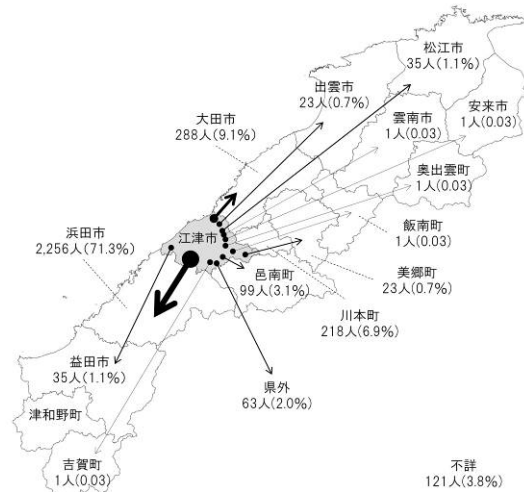 松江市
35人(1.1%)
出雲市
23人(0.7%)
安来市
1人(0.03)
大田市
288人(9.1%)
雲南市
1人(0.03)
奥出雲町
1人(0.03)
浜田市
2,256人(71.3%)
江津市
飯南町
1人(0.03)
邑南町
99人(3.1%)
美郷町
23人(0.7%)
川本町
218人(6.9%)
益田市
35人(1.1%)
県外
63人(2.0%)
津和野町
吉賀町
1人(0.03)
不詳
121人(3.8%)